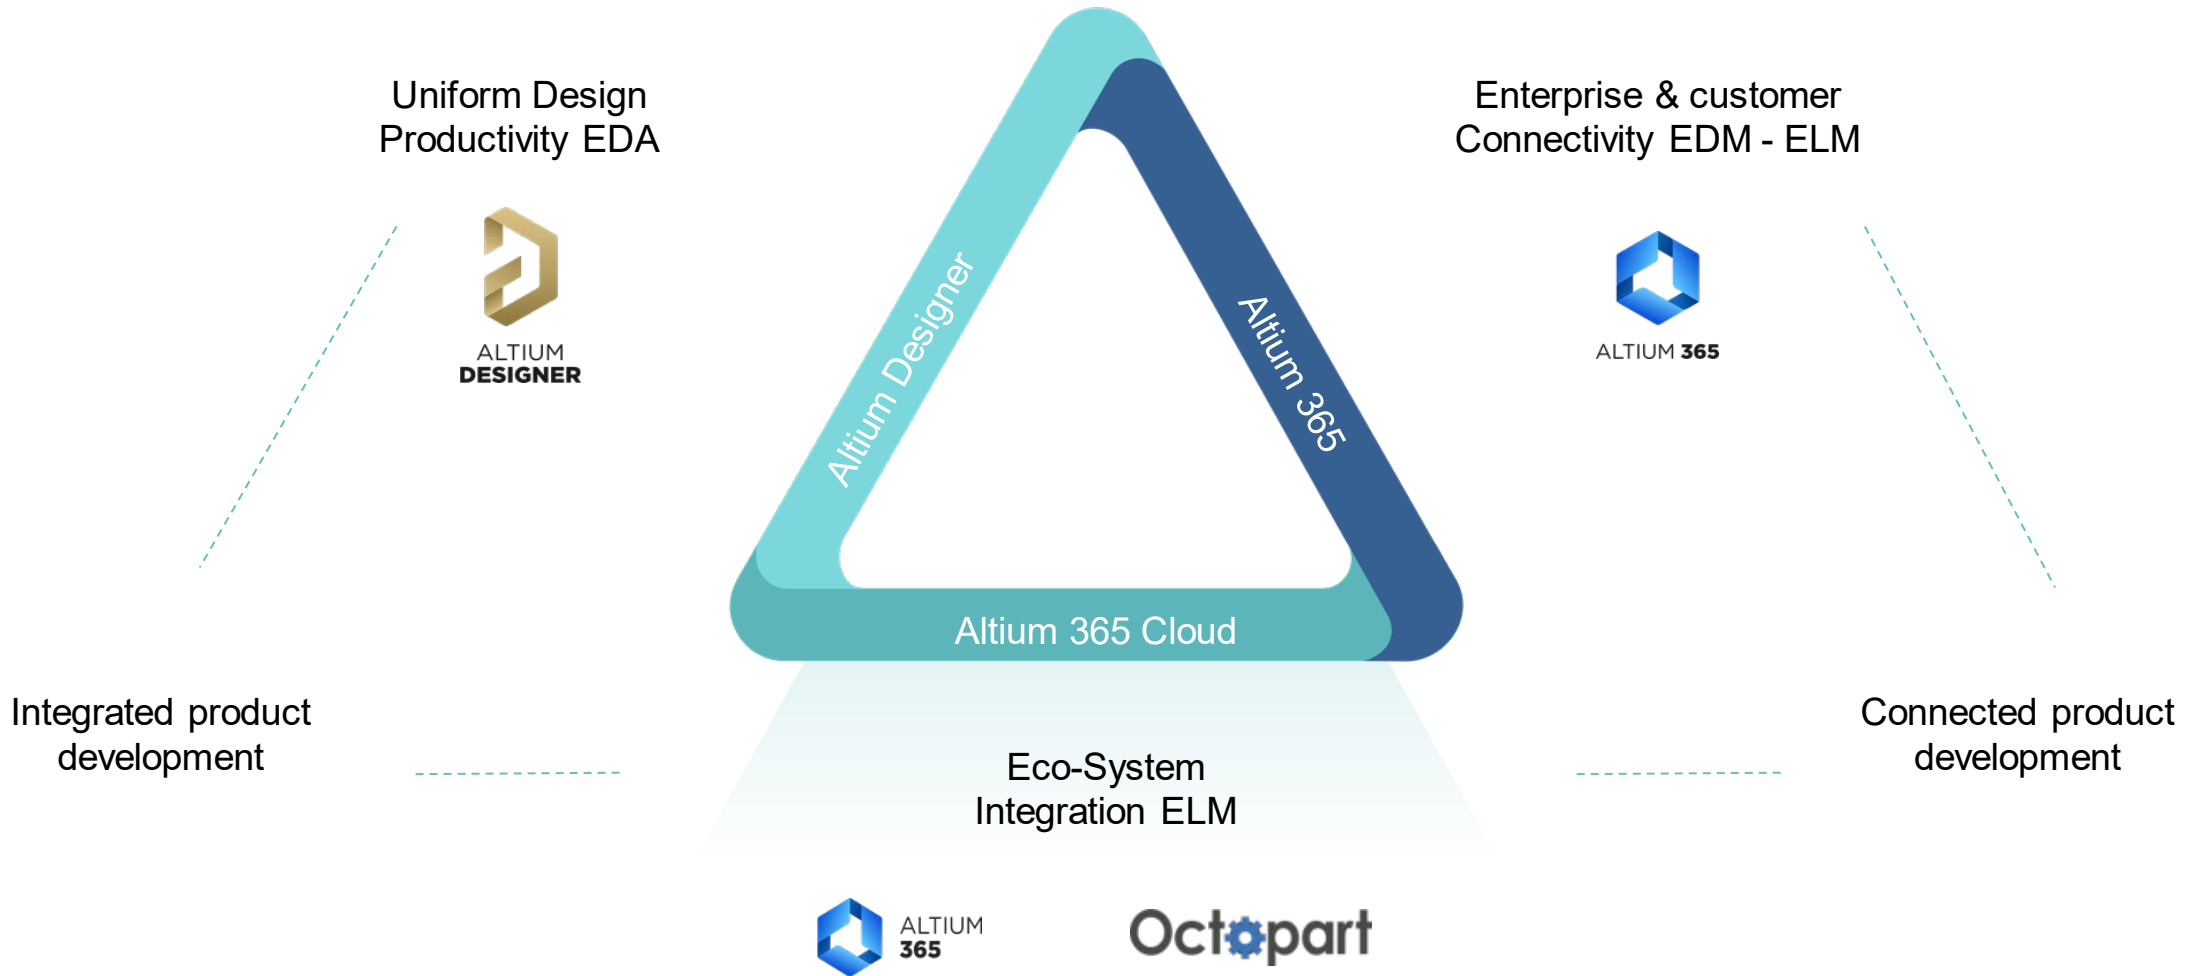 Uniform Design
Productivity EDA
ALTIUM
DESIGNER
Enterprise & customer
Connectivity EDM - ELM
ALTIUM 365
Altium Designer
Altium 365
Altium 365 Cloud
Integrated product
development
Eco-System
Integration ELM
Connected product
development
ALTIUM
365
Octopart